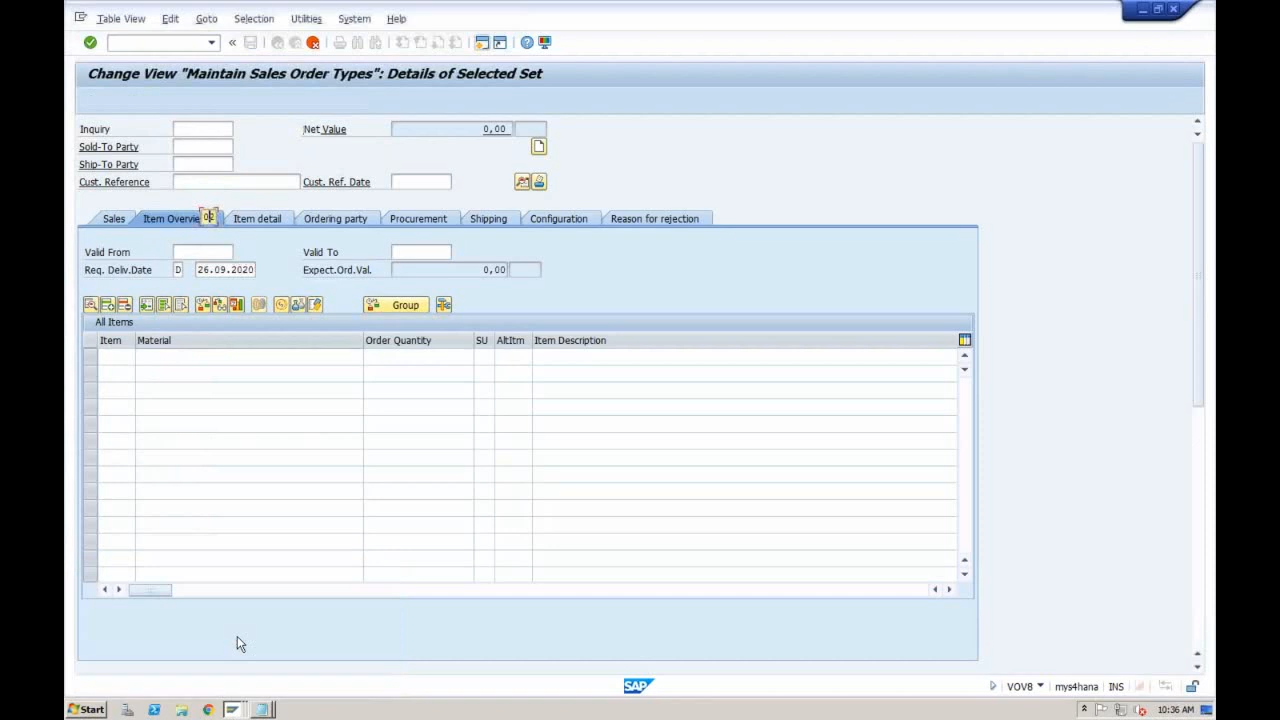 Table View Edit Goto Selection Utilities System Help
Change View "Maintain Sales Order Types": Details of Selected Set
Inquiry Net Value 0,00
Sold-To Party
Ship-To Party
Cust. Reference Cust. Ref. Date
Sales Item Overvie 02 Item detail Ordering party Procurement Shipping Configuration Reason for rejection
Valid From Valid To
Req. Deliv.Date D 26.09.2020 Expect.Ord.Val. 0,00
Group
All Items
Item Material Order Quantity SU AltItm Item Description
SAP VOV8 mys4hana INS
Start 10:36 AM